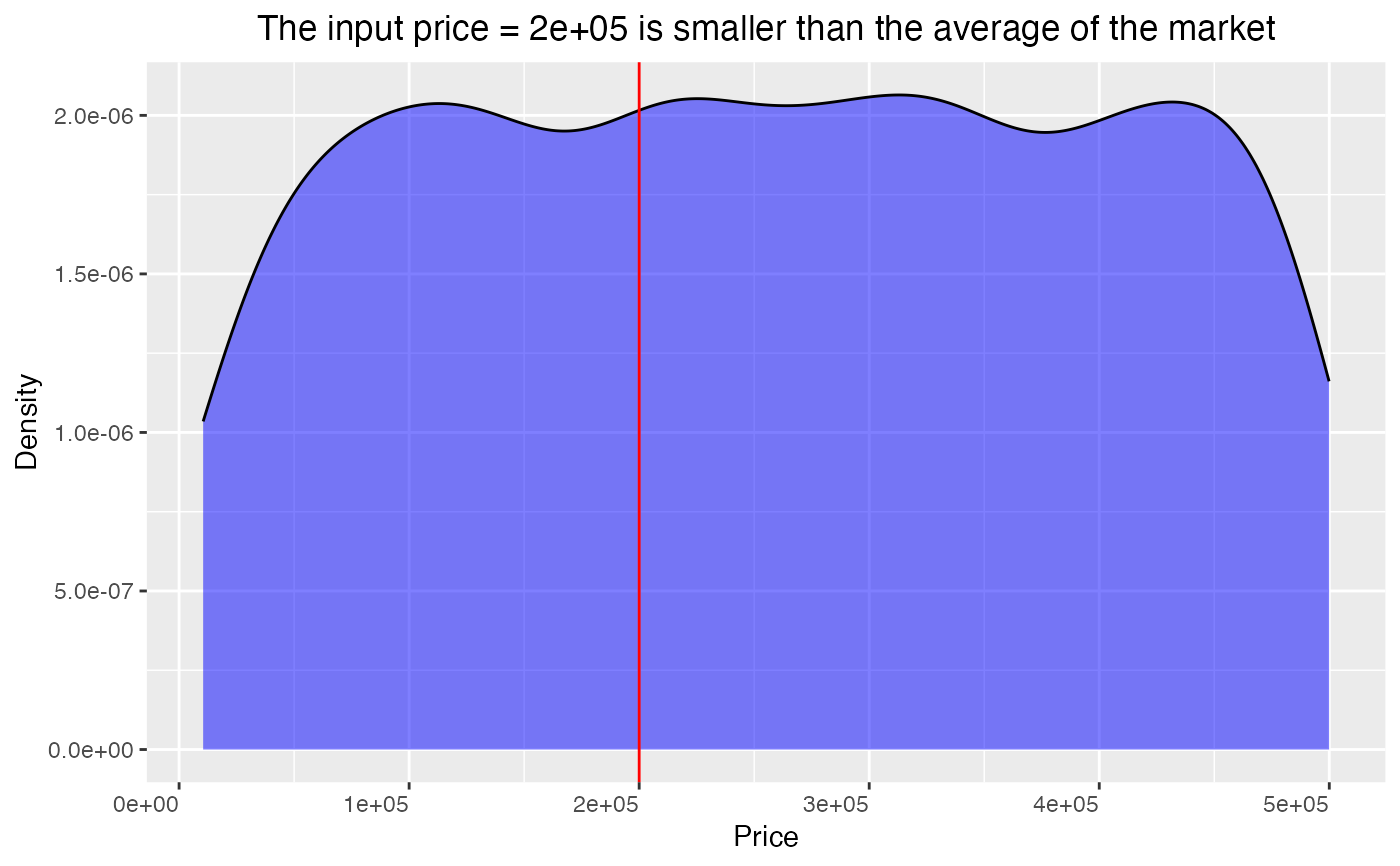 The input price = 2e+05 is smaller than the average of the market
Density
2.0e-06
1.5e-06
1.0e-06
5.0e-07
0.0e+00
0e+00 1e+05 2e+05 3e+05 4e+05 5e+05
Price